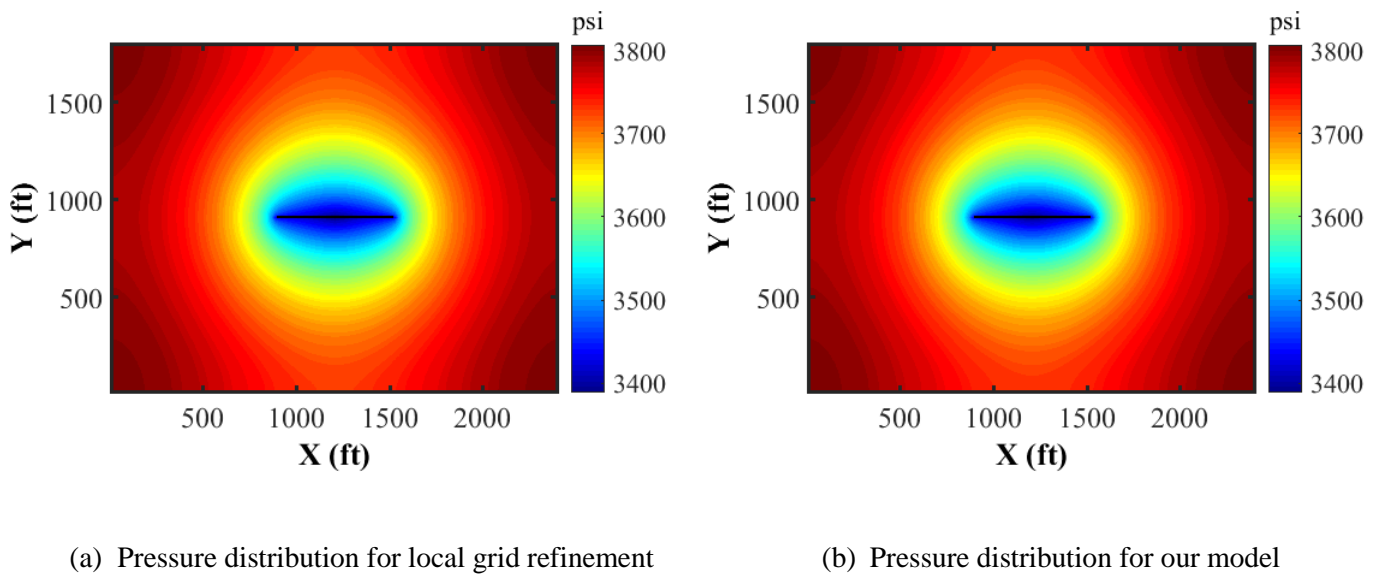 psi
3800
3700
3600
3500
3400
1500
1000
500
Y (ft)
500 1000 1500 2000
X (ft)
psi
3800
3700
3600
3500
3400
1500
1000
500
Y (ft)
500 1000 1500 2000
X (ft)
(a) Pressure distribution for local grid refinement
(b) Pressure distribution for our model